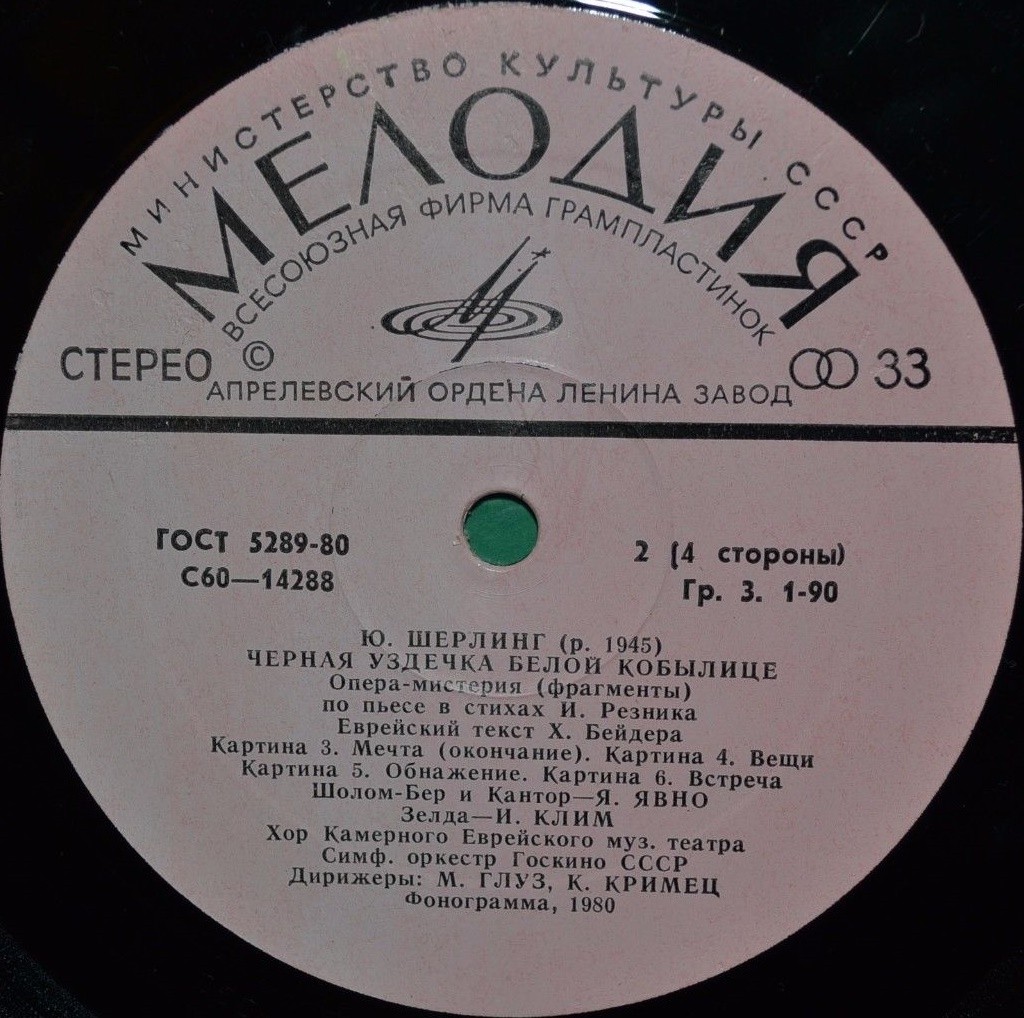 МИНИСТЕРСТВО КУЛЬТУРЫ СССР
МЕЛОДИЯ
ВСЕСОЮЗНАЯ ФИРМА ГРАМПЛАСТИНОК
СТЕРЕО © 33
АПРЕЛЕВСКИЙ ОРДЕНА ЛЕНИНА ЗАВОД
ГОСТ 5289-80
С60—14288
2 (4 стороны)
Гр. 3. 1-90
Ю. ШЕРЛИНГ (р. 1945)
ЧЕРНАЯ УЗДЕЧКА БЕЛОЙ КОБЫЛИЦЕ
Опера-мистерия (фрагменты)
по пьесе в стихах И. Резника
Еврейский текст Х. Бейдера
Картина 3. Мечта (окончание). Картина 4. Вещи
Картина 5. Обнажение. Картина 6. Встреча
Шолом-Бер и Кантор—Я. ЯВНО
Зелда—И. КЛИМ
Хор Камерного Еврейского муз. театра
Симф. оркестр Госкино СССР
Дирижеры: М. ГЛУЗ, К. КРИМЕЦ
Фонограмма, 1980